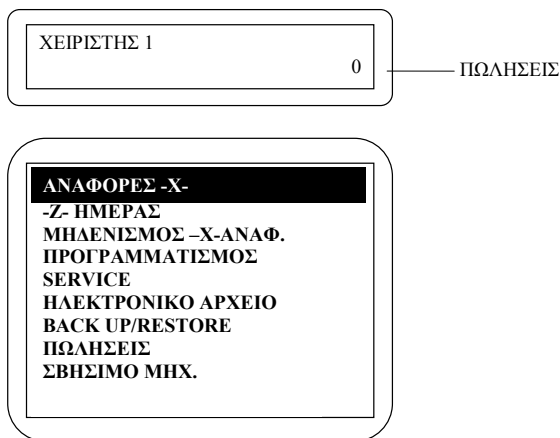 ΧΕΙΡΙΣΤΗΣ 1
0
ΠΩΛΗΣΕΙΣ
ΑΝΑΦΟΡΕΣ -Χ-
-Ζ- ΗΜΕΡΑΣ
ΜΗΔΕΝΙΣΜΟΣ –Χ-ΑΝΑΦ.
ΠΡΟΓΡΑΜΜΑΤΙΣΜΟΣ
SERVICE
ΗΛΕΚΤΡΟΝΙΚΟ ΑΡΧΕΙΟ
BACK UP/RESTORE
ΠΩΛΗΣΕΙΣ
ΣΒΗΣΙΜΟ ΜΗΧ.